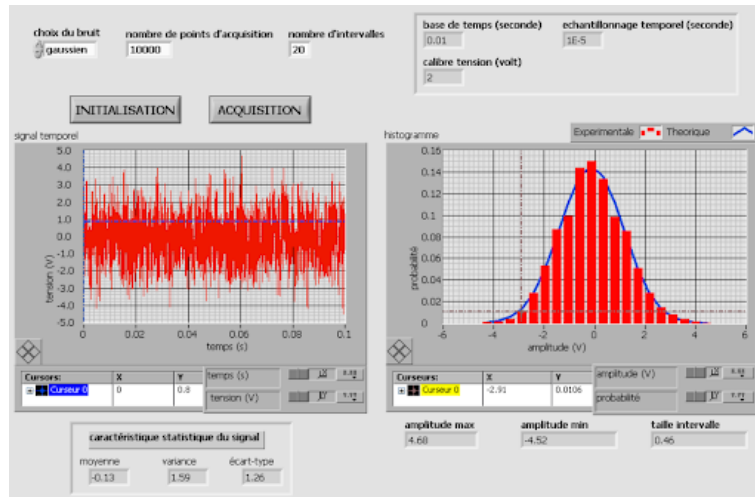 choix du bruit
gaussien
nombre de points d'acquisition
10000
nombre d'intervalles
20
base de temps (seconde)
0.01
echantillonnage temporel (seconde)
1E-5
calibre tension (volt)
2
INITIALISATION
ACQUISITION
signal temporel
5.0
4.0
3.0
2.0
1.0
0.0
-1.0
-2.0
-3.0
-4.0
-5.0
tension (V)
0
0.02
0.04
0.06
0.08
0.1
temps (s)
histogramme
Experimentale
Theorique
0.16
0.14
0.12
0.1
0.08
0.06
0.04
0.02
0
probabilité
-6
-4
-2
0
2
4
6
amplitude (V)
Cursors:
X
Y
Curseur 0
0
0.8
temps (s)
tension (V)
Curseurs:
X
Y
Curseur 0
-2.91
0.0106
amplitude (V)
probabilité
caractéristique statistique du signal
moyenne
-0.13
variance
1.59
écart-type
1.26
amplitude max
4.68
amplitude min
-4.52
taille intervalle
0.46